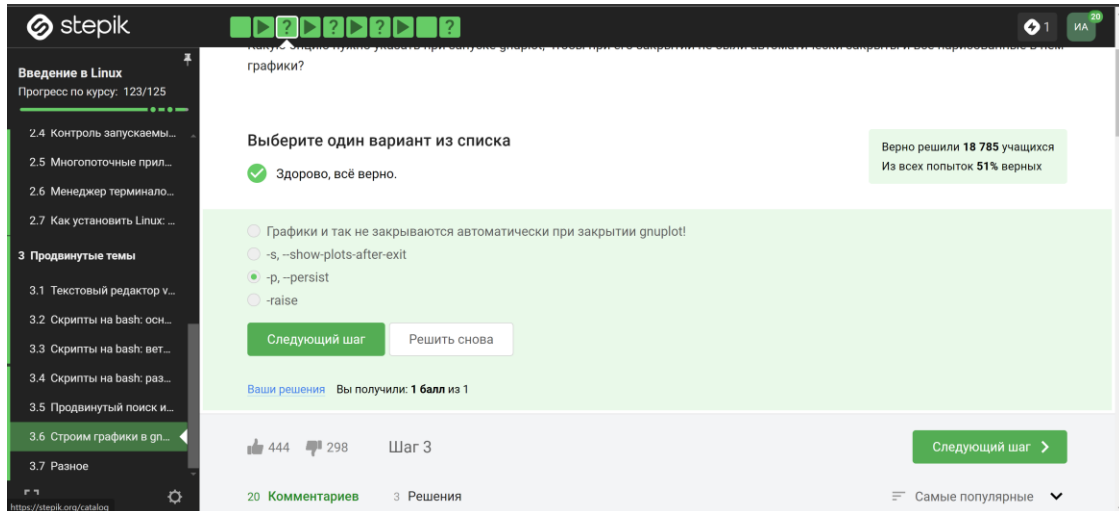 stepik
1
ИА
20
Введение в Linux
Прогресс по курсу: 123/125
2.4 Контроль запускаемы...
2.5 Многопоточные прил...
2.6 Менеджер терминало...
2.7 Как установить Linux: ...
3 Продвинутые темы
3.1 Текстовый редактор v...
3.2 Скрипты на bash: осн...
3.3 Скрипты на bash: вет...
3.4 Скрипты на bash: раз...
3.5 Продвинутый поиск и...
3.6 Строим графики в gn...
3.7 Разное
https://stepik.org/catalog
графики?
Выберите один вариант из списка
Здорово, всё верно.
Верно решили 18 785 учащихся
Из всех попыток 51% верных
Графики и так не закрываются автоматически при закрытии gnuplot!
-s, --show-plots-after-exit
-p, --persist
-raise
Следующий шаг
Решить снова
Ваши решения Вы получили: 1 балл из 1
444 298 Шаг 3
Следующий шаг
20 Комментариев 3 Решения
Самые популярные